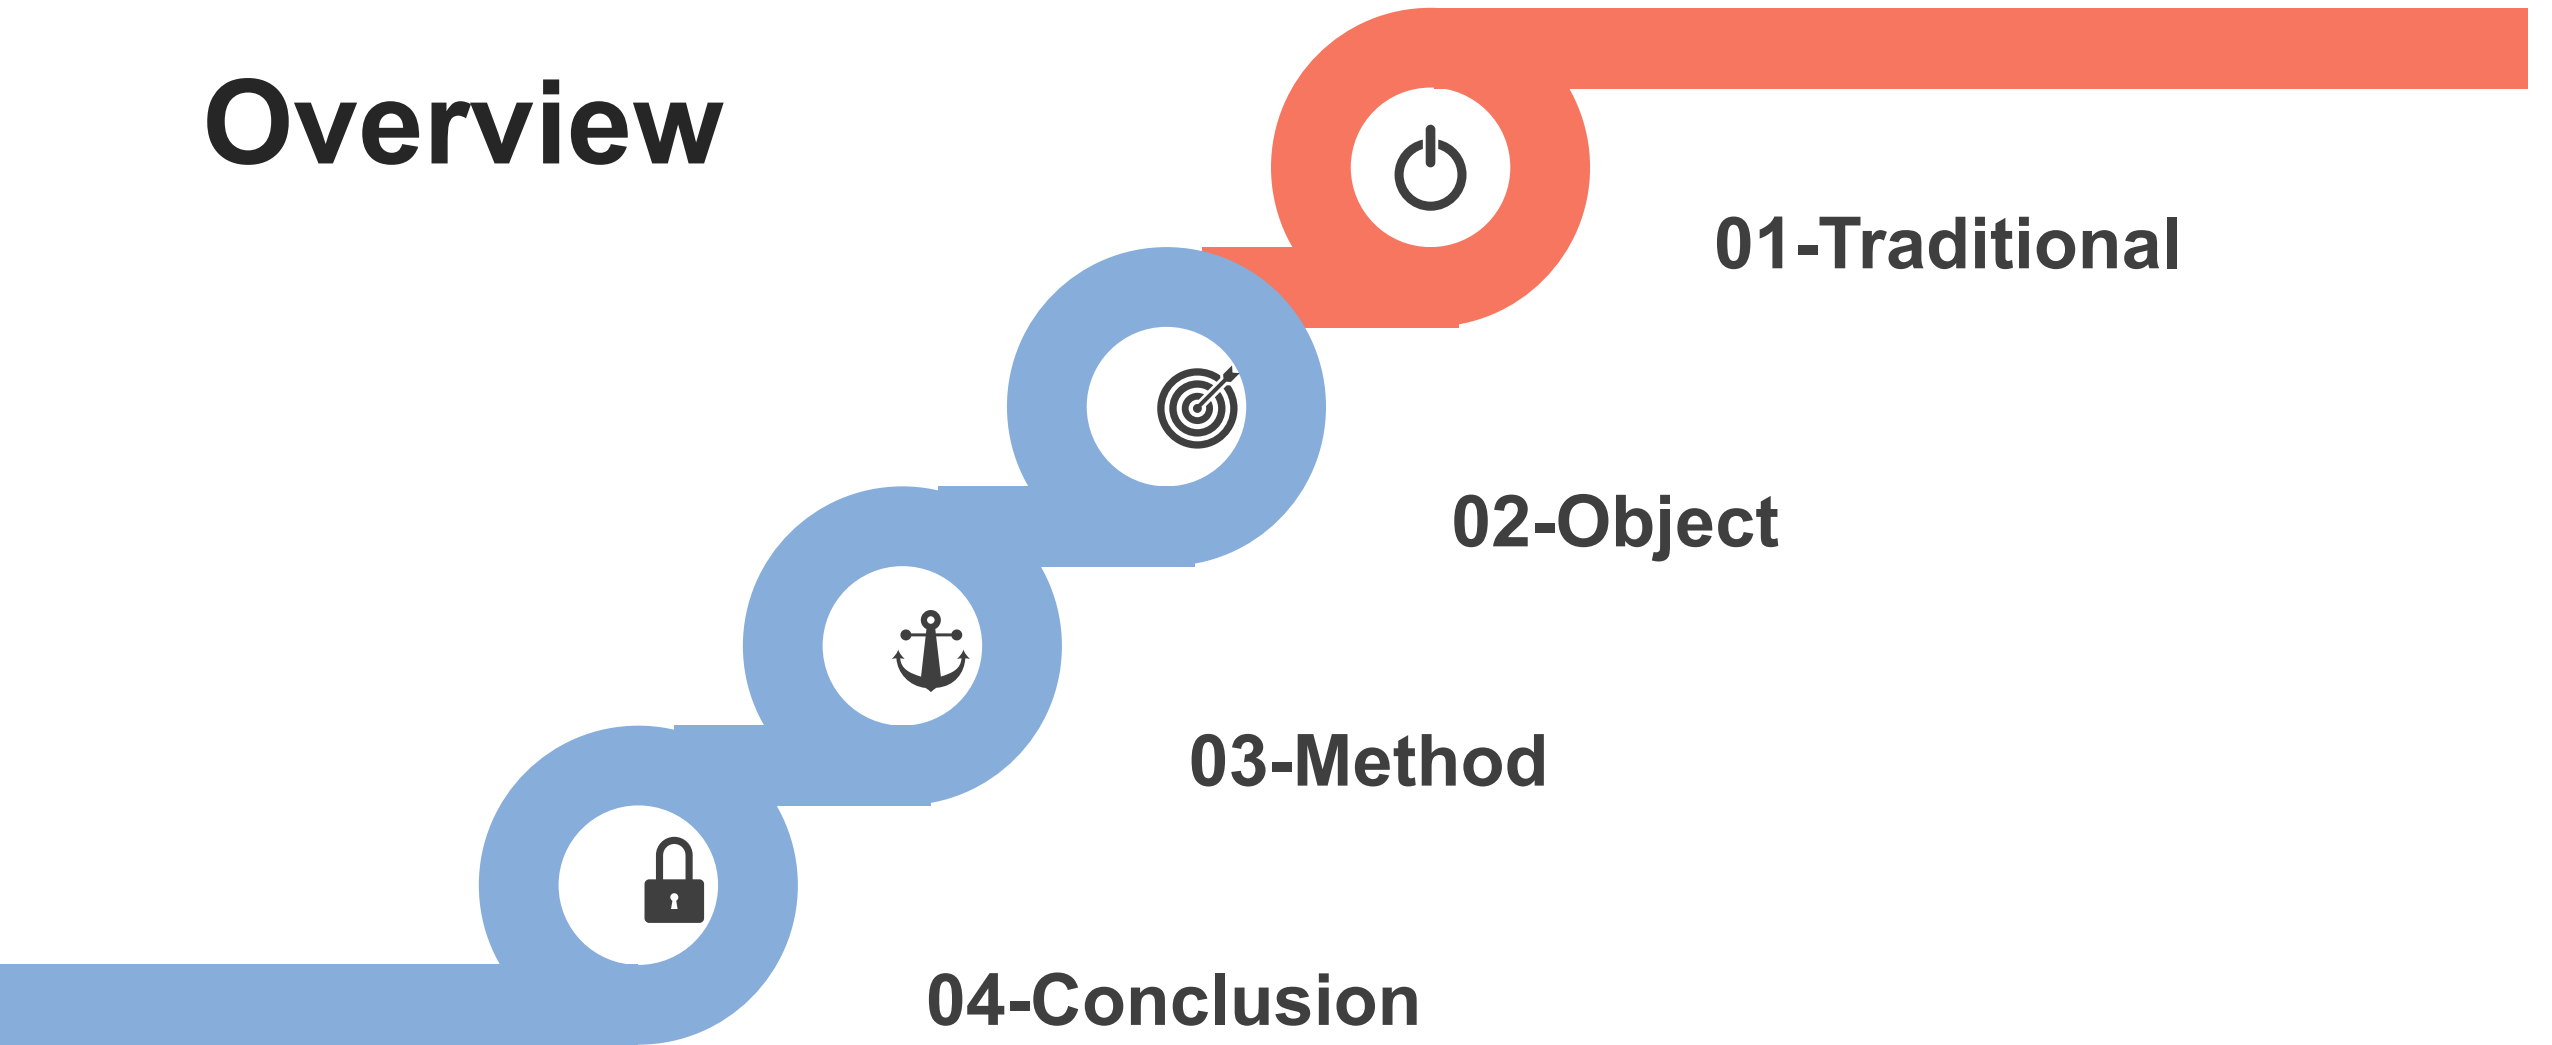 Overview
01-Traditional
02-Object
03-Method
04-Conclusion